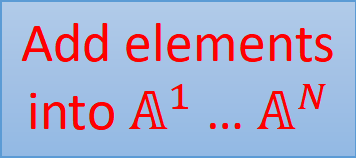 Add elements
into 𝔸¹ … 𝔸ᴺ